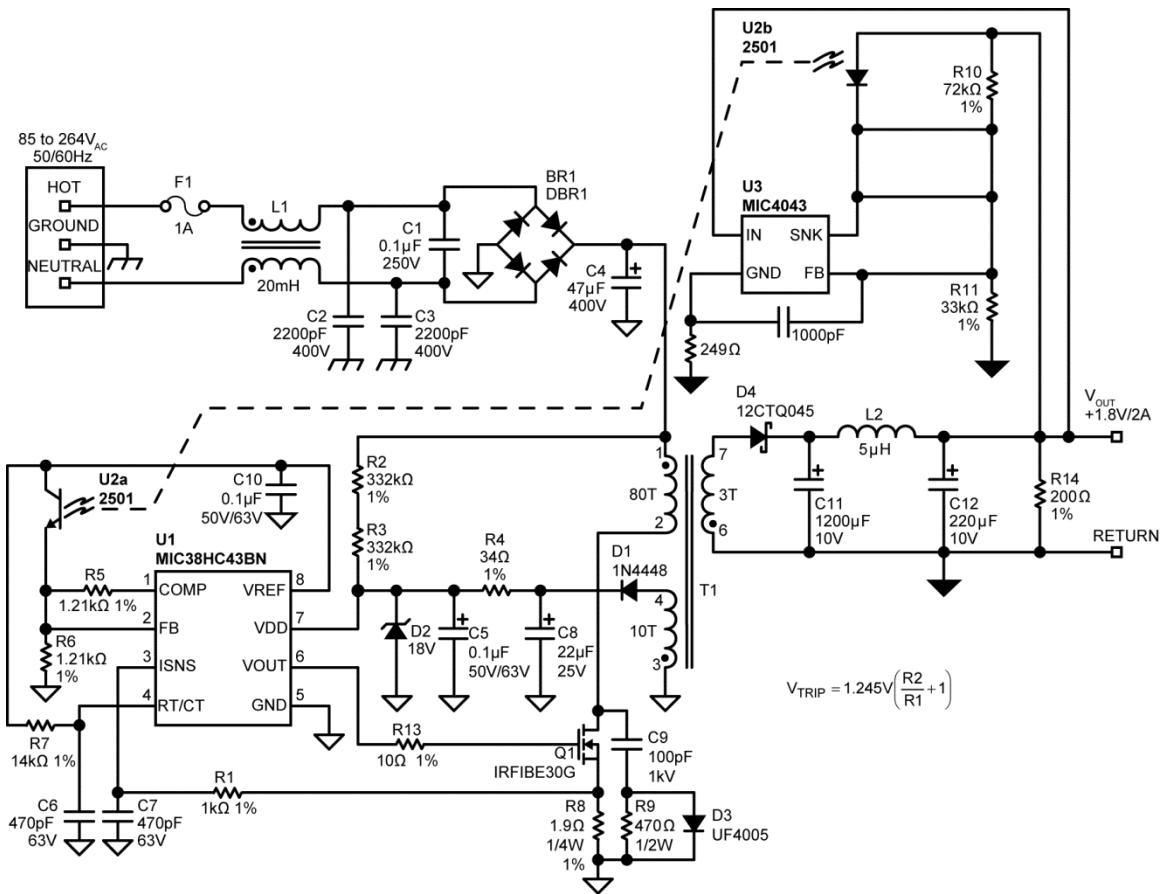 U2b
2501
R10
72kΩ
1%
85 to 264VAC
50/60Hz
HOT
GROUND
NEUTRAL
F1
1A
L1
20mH
C1
0.1µF
250V
BR1
DBR1
C4
47µF
400V
C2
2200pF
400V
C3
2200pF
400V
U3
MIC4043
IN
SNK
GND
FB
R11
33kΩ
1%
1000pF
249Ω
D4
12CTQ045
L2
5µH
VOUT
+1.8V/2A
C11
1200µF
10V
C12
220µF
10V
R14
200Ω
1%
RETURN
U2a
2501
C10
0.1µF
50V/63V
R2
332kΩ
1%
R3
332kΩ
1%
R4
34Ω
1%
D1
1N4448
1
80T
2
7
3T
6
4
10T
3
T1
U1
MIC38HC43BN
R5
1.21kΩ 1%
R6
1.21kΩ
1%
1
COMP
2
FB
3
ISNS
4
RT/CT
VREF
8
VDD
7
VOUT
6
GND
5
D2
18V
C5
0.1µF
50V/63V
C8
22µF
25V
VTRIP = 1.245V(R2/R1 + 1)
R7
14kΩ 1%
R13
10Ω 1%
Q1
IRFIBE30G
C9
100pF
1kV
R1
1kΩ 1%
C6
470pF
63V
C7
470pF
63V
R8
1.9Ω
1/4W
1%
R9
470Ω
1/2W
D3
UF4005